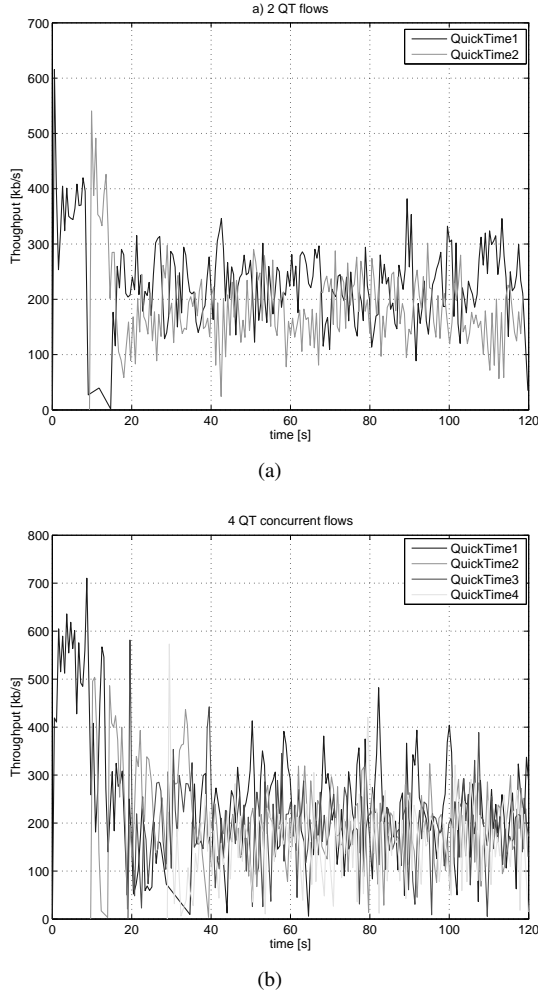 a) 2 QT flows
700
600
500
400
300
200
100
0
Thoughput [kb/s]
QuickTime1
QuickTime2
0 20 40 60 80 100 120
time [s]
(a)
4 QT concurrent flows
800
700
600
500
400
300
200
100
0
Throughput [kb/s]
QuickTime1
QuickTime2
QuickTime3
QuickTime4
0 20 40 60 80 100 120
time [s]
(b)